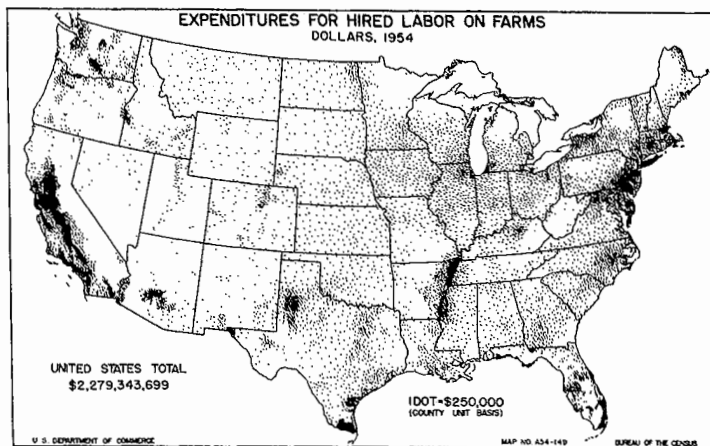 EXPENDITURES FOR HIRED LABOR ON FARMS
DOLLARS, 1954
UNITED STATES TOTAL
$2,279,343,699
1 DOT=$250,000
(COUNTY UNIT BASIS)
U. S. DEPARTMENT OF COMMERCE
MAP NO. A54-149
BUREAU OF THE CENSUS